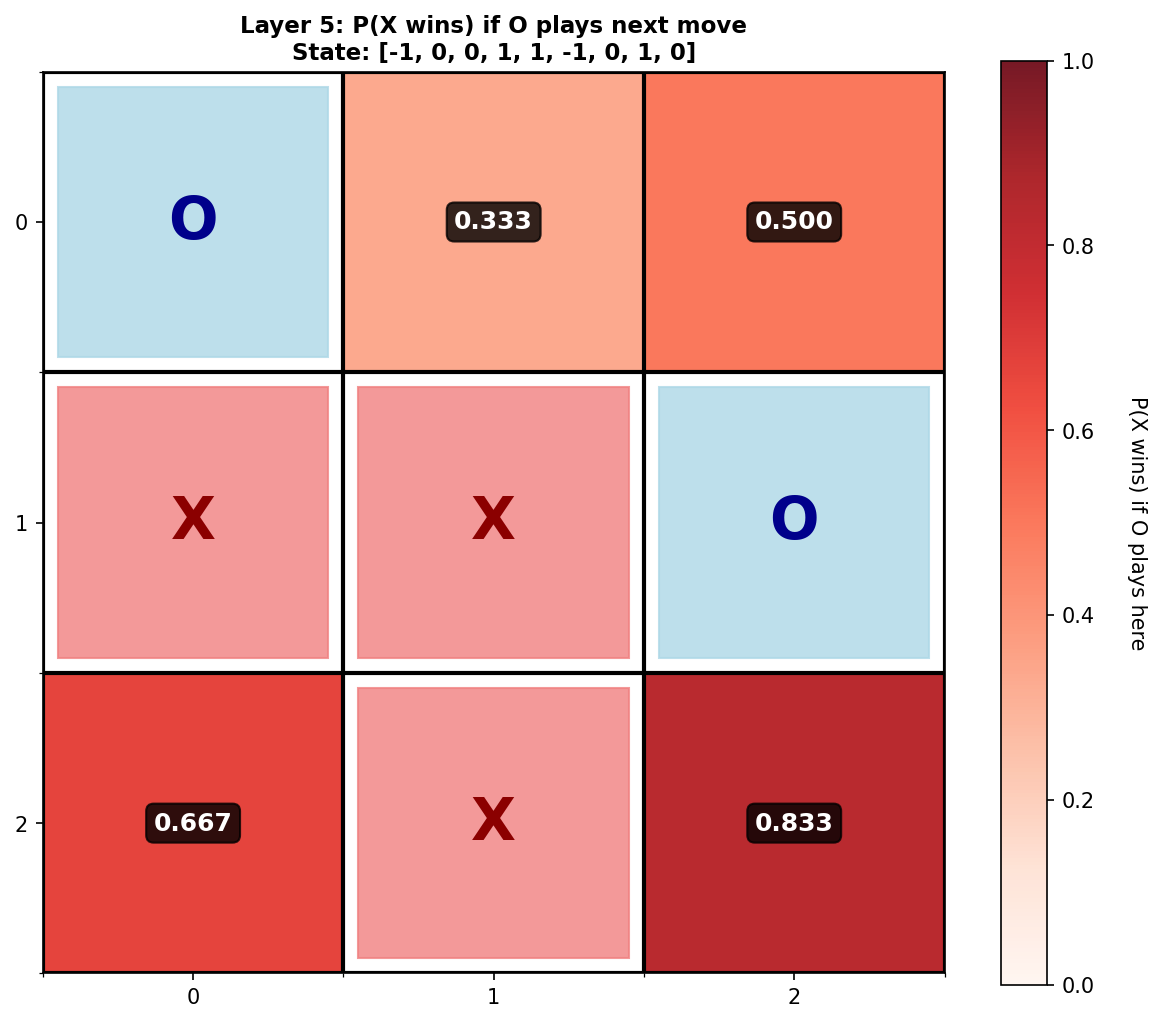 Layer 5: P(X wins) if O plays next move
State: [-1, 0, 0, 1, 1, -1, 0, 1, 0]
O
0.333
0.500
X
X
O
0.667
X
0.833
0
1
2
0
1
2
1.0
0.8
0.6
0.4
0.2
0.0
P(X wins) if O plays here